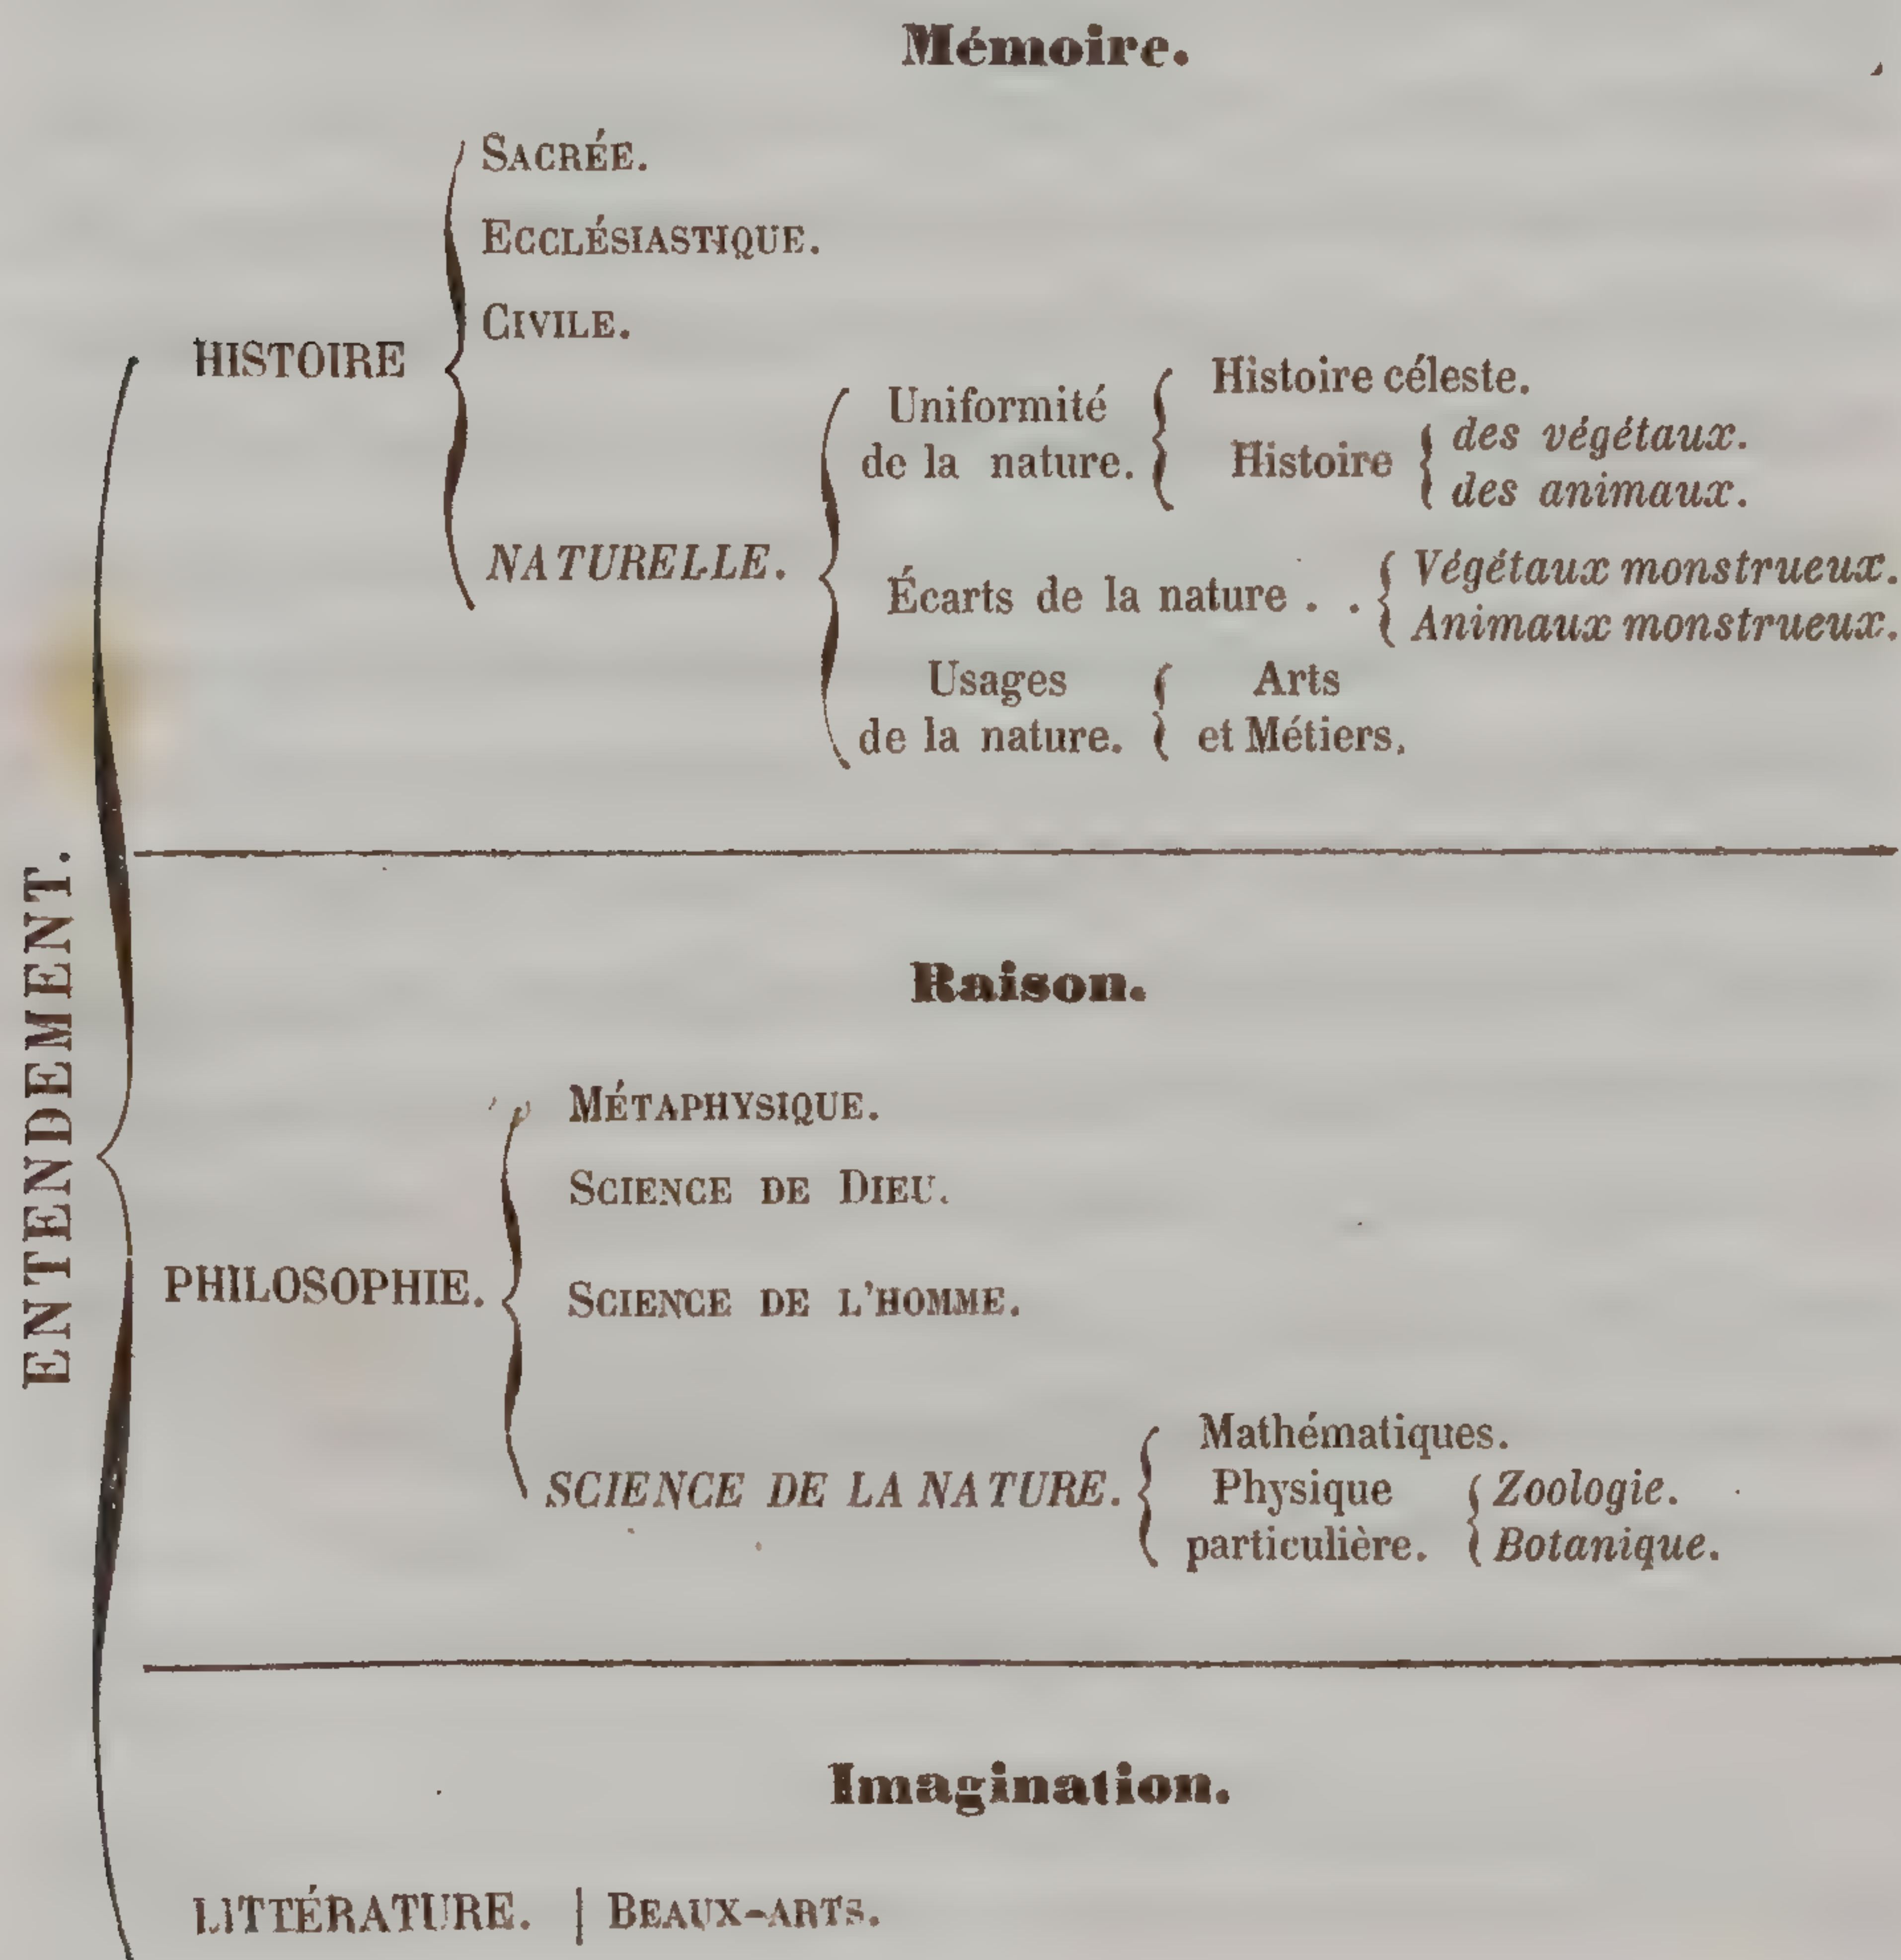 Mémoire.
SACRÉE.
ECCLÉSIASTIQUE.
CIVILE.
HISTOIRE
Uniformité
de la nature.
Histoire céleste.
Histoire
des végétaux.
des animaux.
NATURELLE.
Écarts de la nature . .
Végétaux monstrueux.
Animaux monstrueux.
Usages
de la nature.
Arts
et Métiers.
ENTENDEMENT.
Raison.
MÉTAPHYSIQUE.
SCIENCE DE DIEU.
PHILOSOPHIE.
SCIENCE DE L'HOMME.
SCIENCE DE LA NATURE.
Mathématiques.
Physique
particulière.
Zoologie.
Botanique.
Imagination.
LITTÉRATURE. | BEAUX-ARTS.